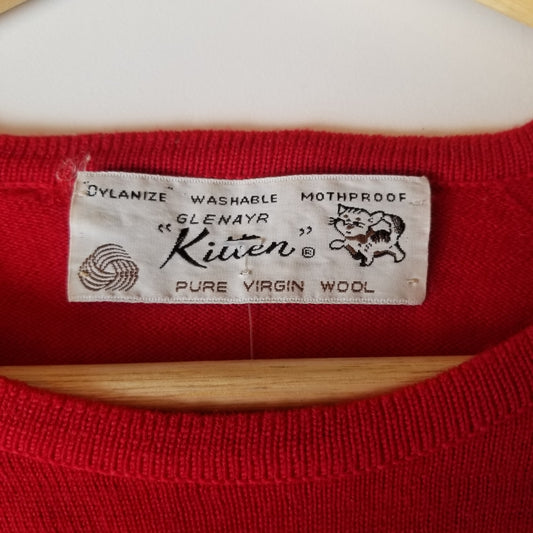 "DYLANIZE" WASHABLE MOTHPROOF
GLENAYR
"Kitten" ®
PURE VIRGIN WOOL